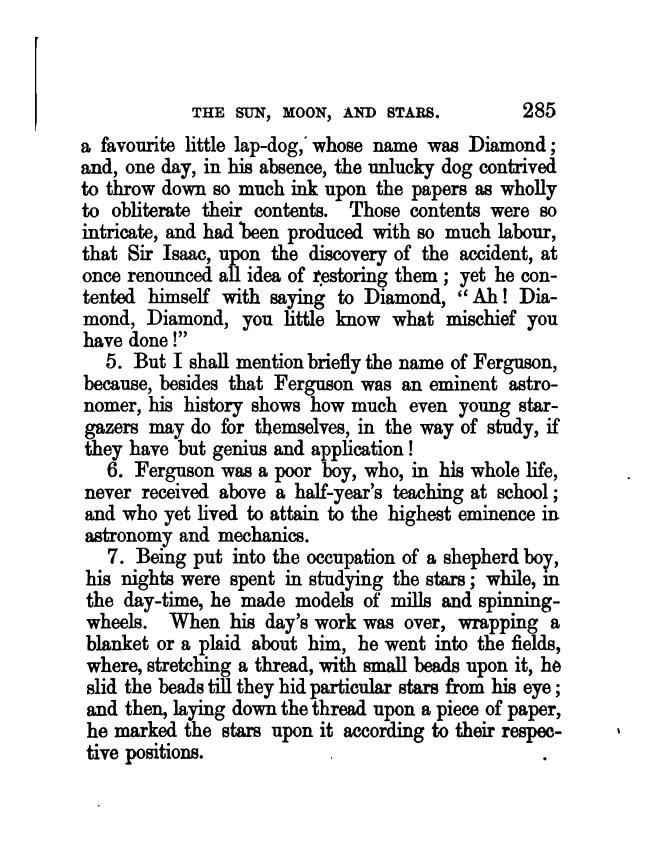 THE SUN, MOON, AND STARS. 285
a favourite little lap-dog, whose name was Diamond;
and, one day, in his absence, the unlucky dog contrived
to throw down so much ink upon the papers as wholly
to obliterate their contents. Those contents were so
intricate, and had been produced with so much labour,
that Sir Isaac, upon the discovery of the accident, at
once renounced all idea of restoring them; yet he con-
tented himself with saying to Diamond, "Ah! Dia-
mond, Diamond, you little know what mischief you
have done!"
5. But I shall mention briefly the name of Ferguson,
because, besides that Ferguson was an eminent astro-
nomer, his history shows how much even young star-
gazers may do for themselves, in the way of study, if
they have but genius and application!
6. Ferguson was a poor boy, who, in his whole life,
never received above a half-year's teaching at school;
and who yet lived to attain to the highest eminence in
astronomy and mechanics.
7. Being put into the occupation of a shepherd boy,
his nights were spent in studying the stars; while, in
the day-time, he made models of mills and spinning-
wheels. When his day's work was over, wrapping a
blanket or a plaid about him, he went into the fields,
where, stretching a thread, with small beads upon it, he
slid the beads till they hid particular stars from his eye;
and then, laying down the thread upon a piece of paper,
he marked the stars upon it according to their respec-
tive positions.